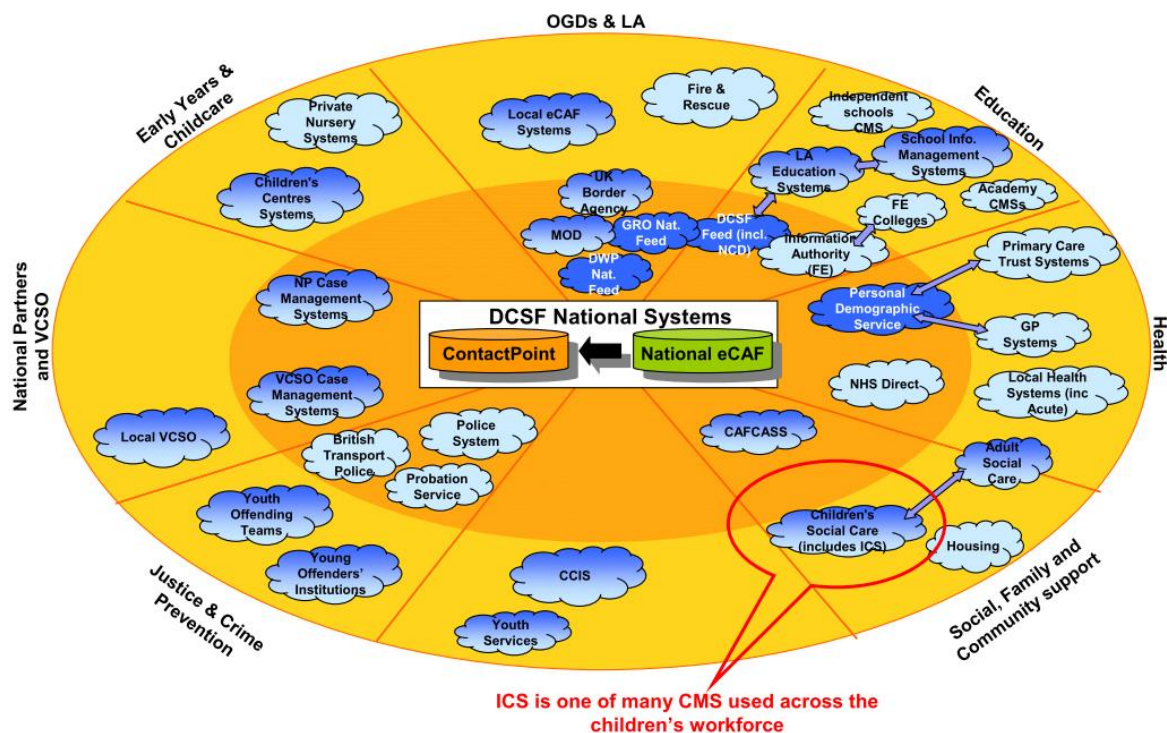 OGDs & LA
Early Years &
Childcare
Education
National Partners
and VCSO
Health
Justice & Crime
Prevention
Social, Family and
Community support
Private
Nursery
Systems
Children's
Centres
Systems
Local eCAF
Systems
Fire &
Rescue
UK
Border
Agency
MOD
GRO Nat.
Feed
DWP
Nat.
Feed
DCSF
Feed (incl.
NCD)
Independent
schools
CMS
School Info.
Management
Systems
LA
Education
Systems
Academy
CMSs
FE
Colleges
Information
Authority
(FE)
Primary Care
Trust Systems
Personal
Demographic
Service
GP
Systems
NHS Direct
Local Health
Systems (inc
Acute)
NP Case
Management
Systems
VCSO Case
Management
Systems
Local VCSO
DCSF National Systems
ContactPoint
National eCAF
British
Transport
Police
Police
System
Probation
Service
Youth
Offending
Teams
Young
Offenders'
Institutions
CCIS
Youth
Services
CAFCASS
Adult
Social
Care
Children's
Social Care
(includes ICS)
Housing
ICS is one of many CMS used across the
children's workforce